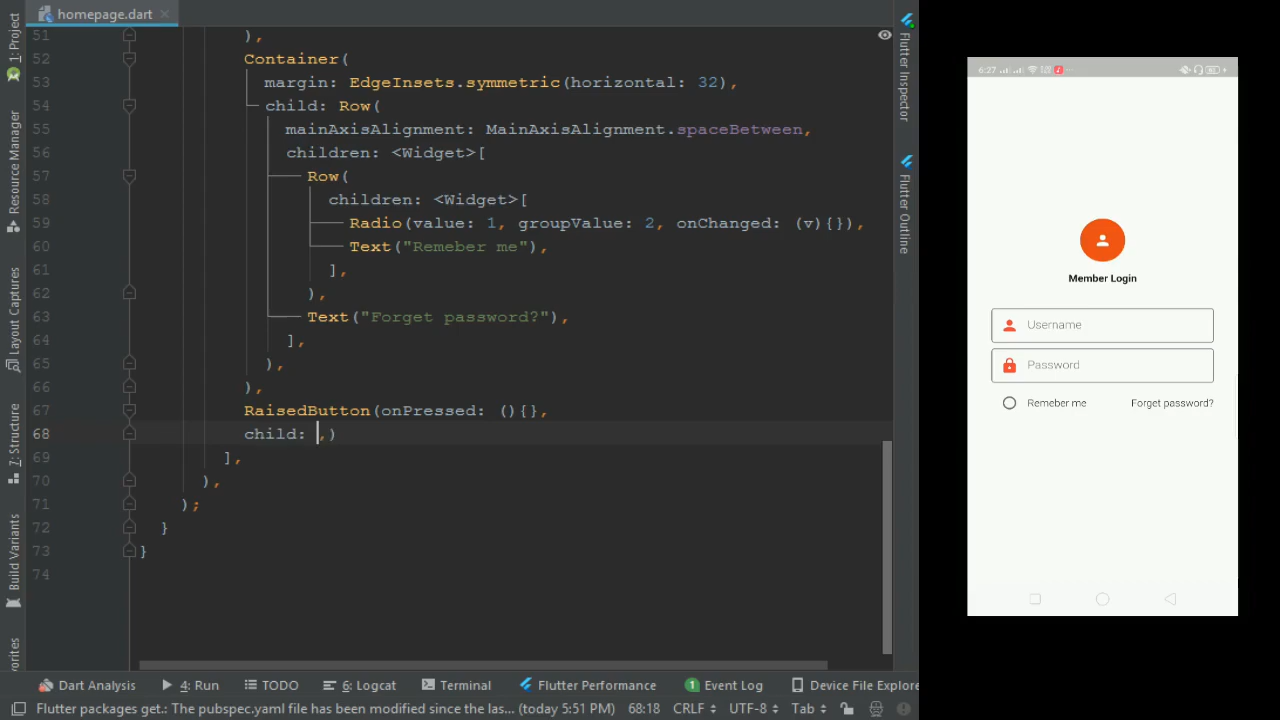 homepage.dart
1: Project
Resource Manager
Layout Captures
7: Structure
Build Variants
51 ),
52 Container(
53 margin: EdgeInsets.symmetric(horizontal: 32),
54 child: Row(
55 mainAxisAlignment: MainAxisAlignment.spaceBetween,
56 children: <Widget>[
57 Row(
58 children: <Widget>[
59 Radio(value: 1, groupValue: 2, onChanged: (v){}),
60 Text("Remeber me"),
61 ],
62 ),
63 Text("Forget password?"),
64 ],
65 ),
66 ),
67 RaisedButton(onPressed: (){},
68 child: ,)
69 ],
70 ),
71 );
72 }
73 }
74
Flutter Inspector
Flutter Outline
6:27
Member Login
Username
Password
Remeber me Forget password?
Dart Analysis 4: Run TODO 6: Logcat Terminal Flutter Performance 1 Event Log Device File Explore
Flutter packages get.: The pubspec.yaml file has been modified since the las... (today 5:51 PM) 68:18 CRLF UTF-8 Tab